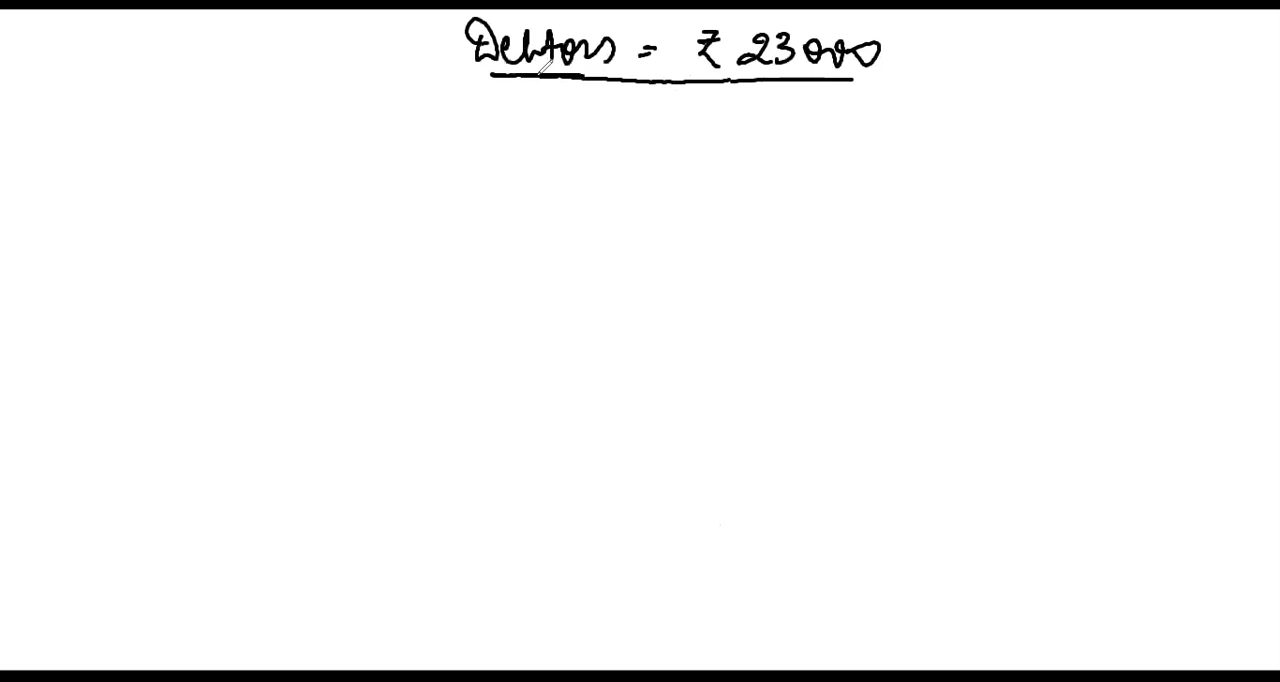 Debtors = ₹ 23000